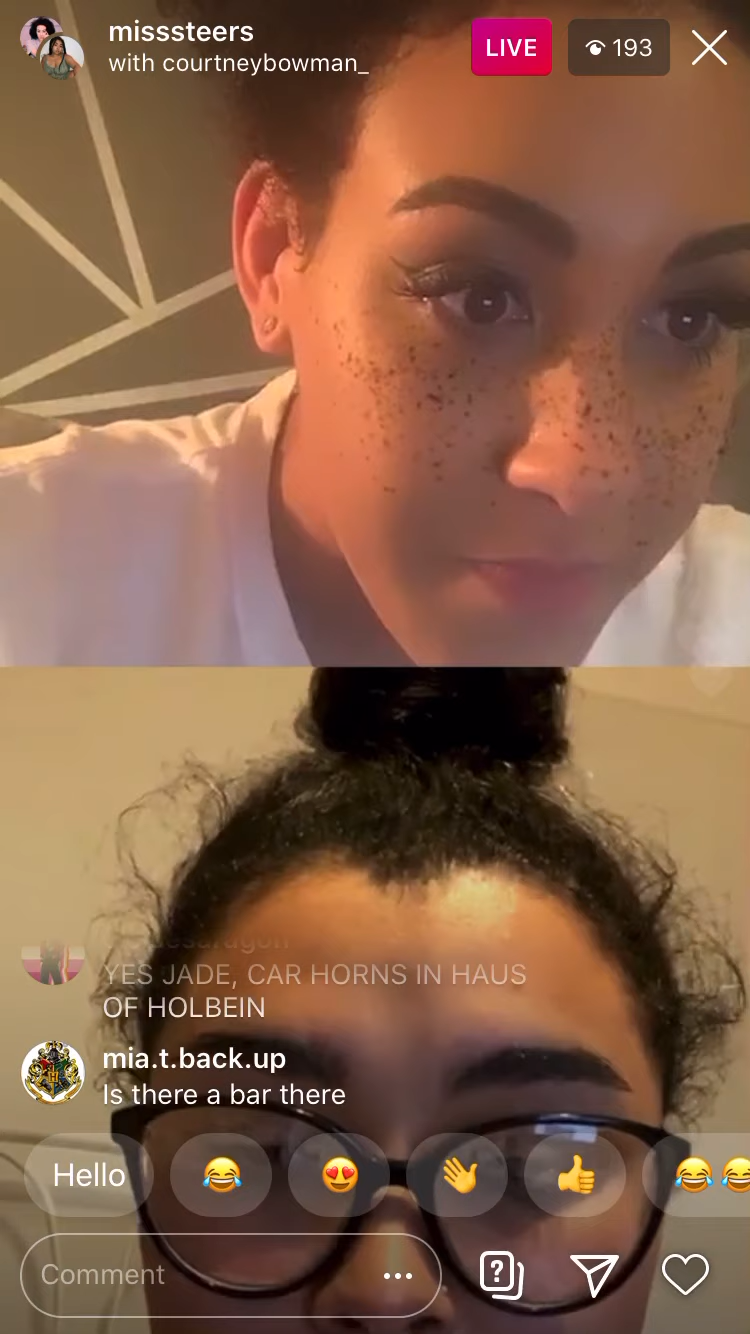 misssteers
with courtneybowman_
LIVE
193
YES JADE, CAR HORNS IN HAUS
OF HOLBEIN
mia.t.back.up
Is there a bar there
Hello
Comment